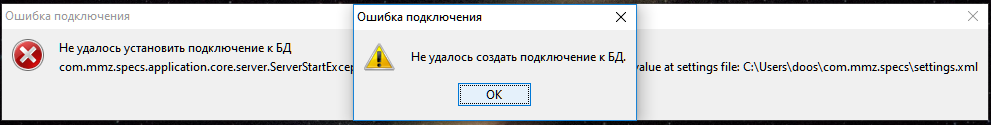 Ошибка подключения
Не удалось установить подключение к БД
com.mmz.specs.application.core.server.ServerStartExcep
value at settings file: C:\Users\doos\com.mmz.specs\settings.xml
Ошибка подключения
Не удалось создать подключение к БД.
OK